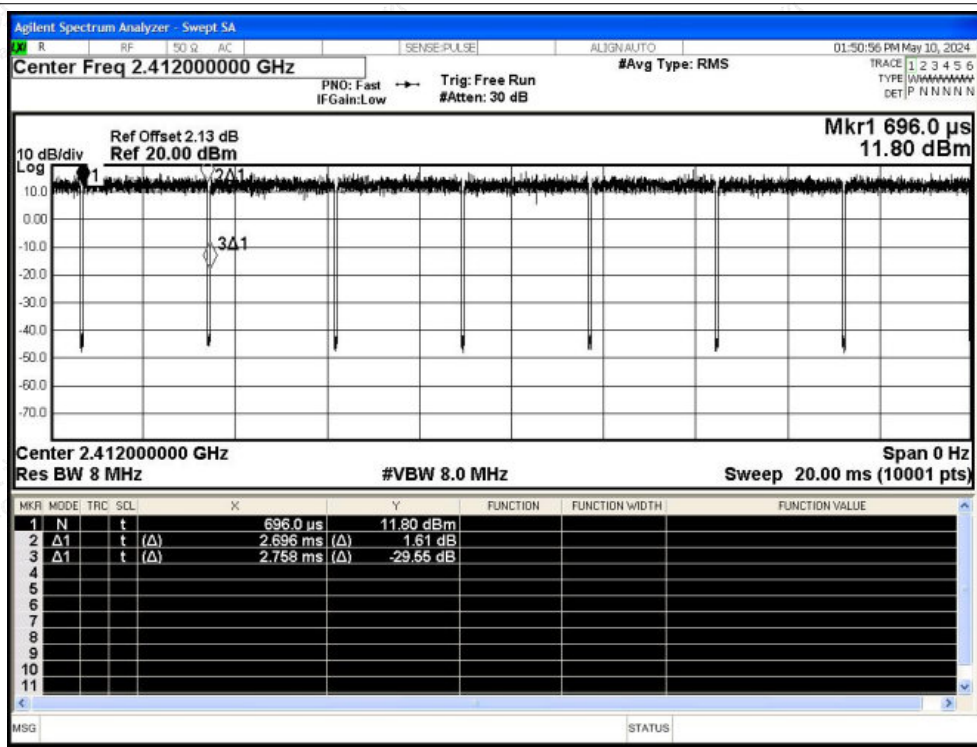 Agilent Spectrum Analyzer - Swept SA
LXI R RF 50 Ω AC SENSE:PULSE ALIGNAUTO 01:50:56 PM May 10, 2024
Center Freq 2.412000000 GHz #Avg Type: RMS TRACE 1 2 3 4 5 6
PNO: Fast Trig: Free Run TYPE WWWWWW
IFGain:Low #Atten: 30 dB DET P N N N N N
Mkr1 696.0 µs
Ref Offset 2.13 dB
10 dB/div Ref 20.00 dBm 11.80 dBm
Log
1 2Δ1
10.0
0.00
3Δ1
-10.0
-20.0
-30.0
-40.0
-50.0
-60.0
-70.0
Center 2.412000000 GHz Span 0 Hz
Res BW 8 MHz #VBW 8.0 MHz Sweep 20.00 ms (10001 pts)
MKR MODE TRC SCL X Y FUNCTION FUNCTION WIDTH FUNCTION VALUE
1 N t 696.0 µs 11.80 dBm
2 Δ1 t (Δ) 2.696 ms (Δ) 1.61 dB
3 Δ1 t (Δ) 2.758 ms (Δ) -29.55 dB
4
5
6
7
8
9
10
11
MSG STATUS